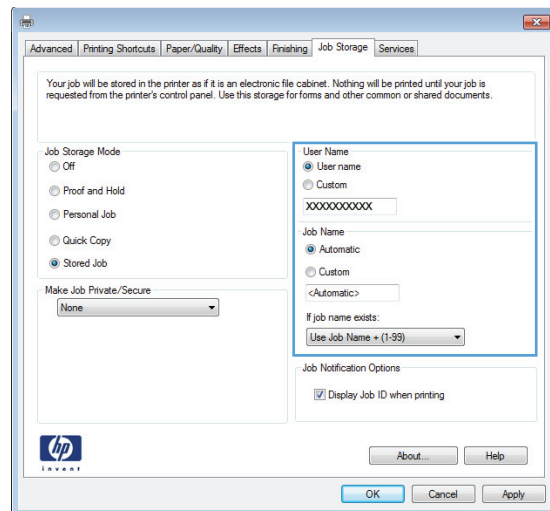 Advanced Printing Shortcuts Paper/Quality Effects Finishing Job Storage Services
Your job will be stored in the printer as if it is an electronic file cabinet. Nothing will be printed until your job is
requested from the printer's control panel. Use this storage for forms and other common or shared documents.
Job Storage Mode
Off
Proof and Hold
Personal Job
Quick Copy
Stored Job
Make Job Private/Secure
None
User Name
User name
Custom
XXXXXXXXXX
Job Name
Automatic
Custom
<Automatic>
If job name exists:
Use Job Name + (1-99)
Job Notification Options
Display Job ID when printing
hp
invent
About... Help
OK Cancel Apply